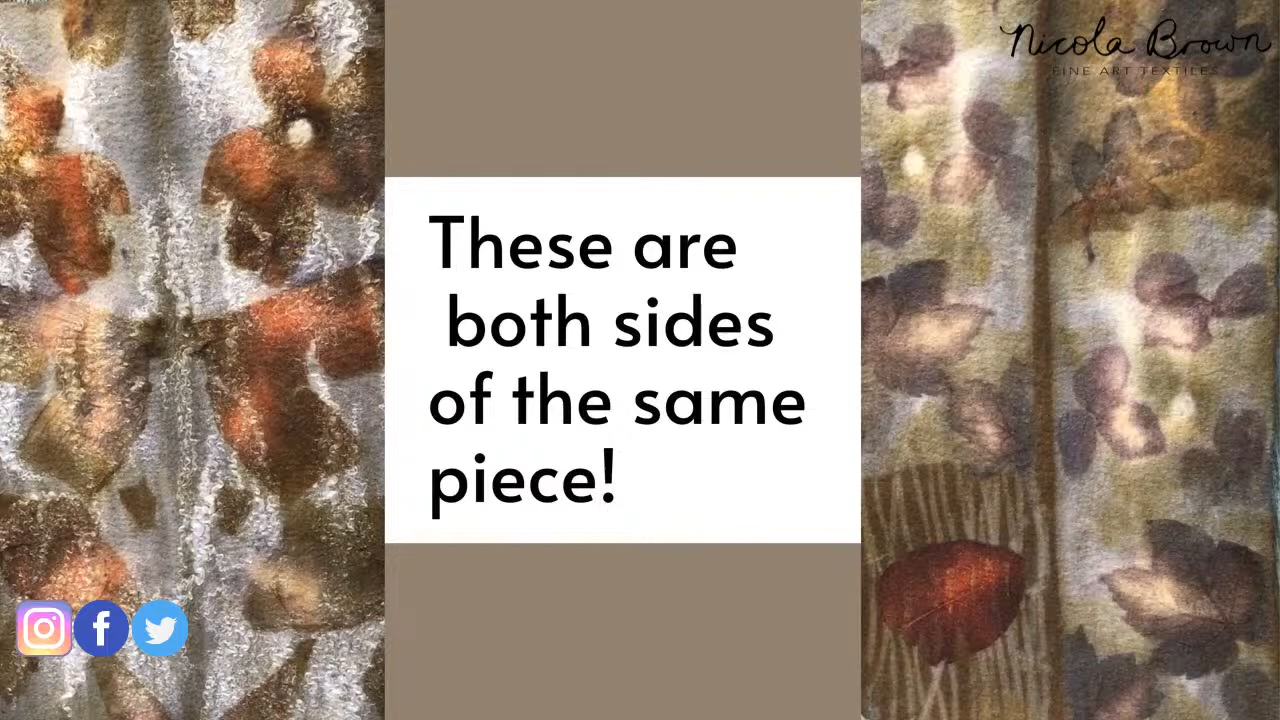 Nicola Brown
FINE ART TEXTILES
These are
both sides
of the same
piece!